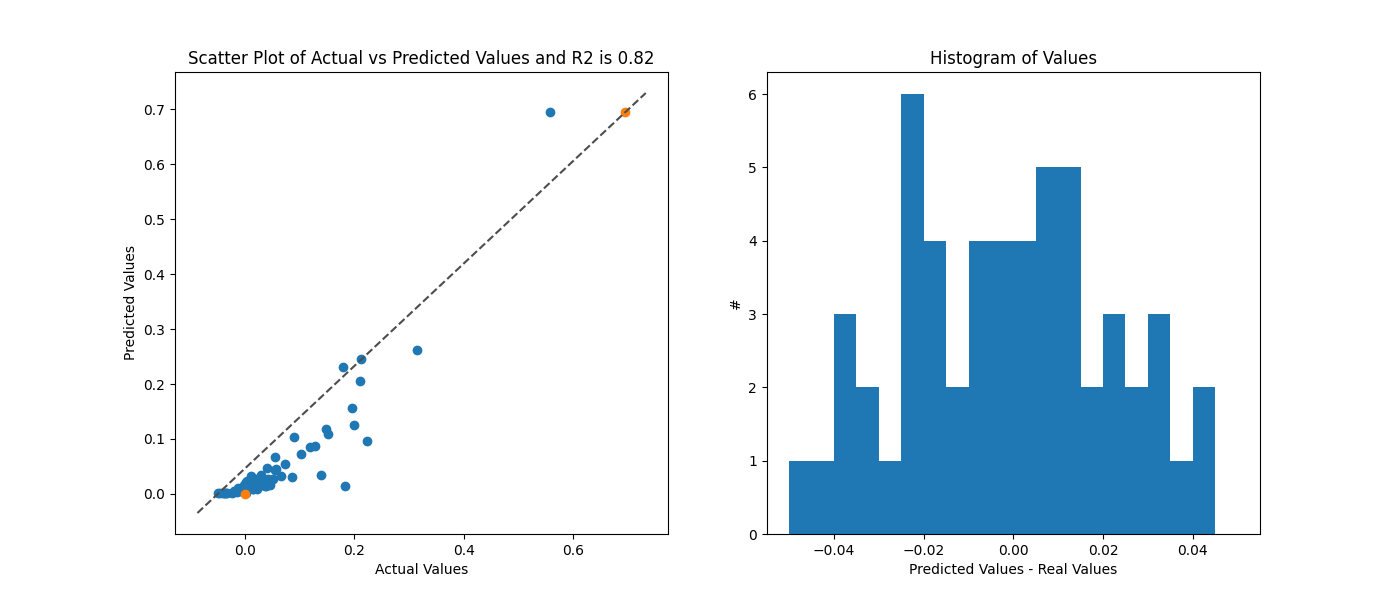 Scatter Plot of Actual vs Predicted Values and R2 is 0.82
0.7
0.6
0.5
0.4
0.3
0.2
0.1
0.0
Predicted Values
0.0 0.2 0.4 0.6
Actual Values
Histogram of Values
6
5
4
3
2
1
0
#
−0.04 −0.02 0.00 0.02 0.04
Predicted Values - Real Values